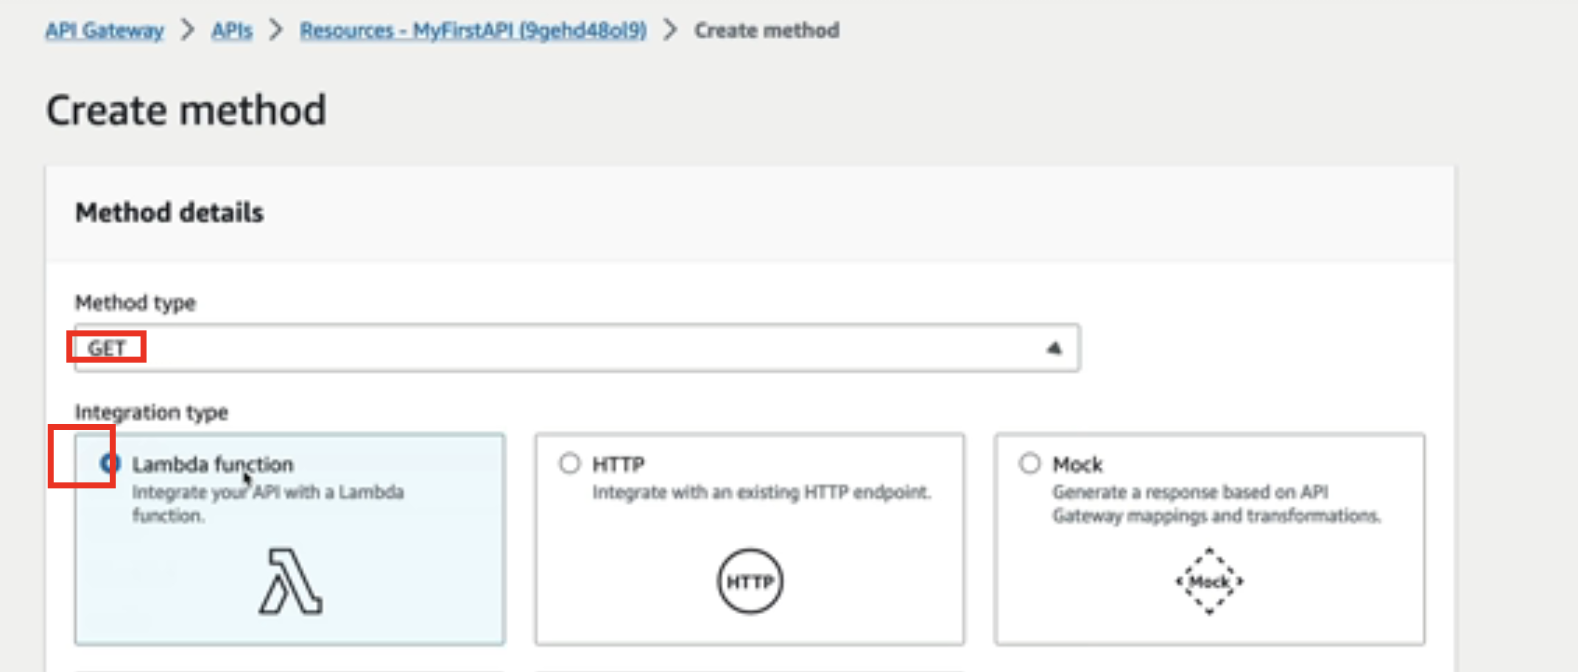 API Gateway > APIs > Resources - MyFirstAPI (9gehd48ol9) > Create method
Create method
Method details
Method type
GET
Integration type
Lambda function
Integrate your API with a Lambda
function.
HTTP
Integrate with an existing HTTP endpoint.
HTTP
Mock
Generate a response based on API
Gateway mappings and transformations.
Mock